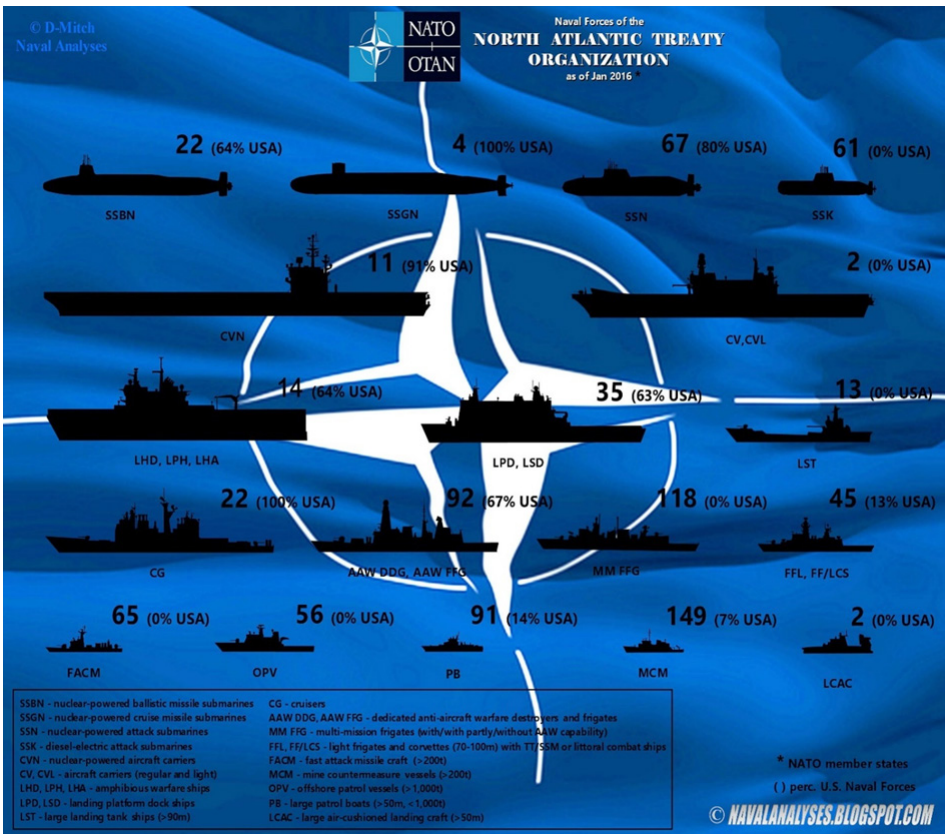 © D-Mitch
Naval Analyses
NATO
OTAN
Naval Forces of the
NORTH ATLANTIC TREATY
ORGANIZATION
as of Jan 2016 *
22 (64% USA)
4 (100% USA)
67 (80% USA)
61 (0% USA)
SSBN
SSGN
SSN
SSK
11 (91% USA)
2 (0% USA)
CVN
CV,CVL
14 (64% USA)
35 (63% USA)
13 (0% USA)
LHD, LPH, LHA
LPD, LSD
LST
22 (100% USA)
92 (67% USA)
118 (0% USA)
45 (13% USA)
CG
AAW DDG, AAW FFG
MM FFG
FFL, FF/LCS
65 (0% USA)
56 (0% USA)
91 (14% USA)
149 (7% USA)
2 (0% USA)
FACM
OPV
PB
MCM
LCAC
SSBN - nuclear-powered ballistic missile submarines
SSGN - nuclear-powered cruise missile submarines
SSN - nuclear-powered attack submarines
SSK - diesel-electric attack submarines
CVN - nuclear-powered aircraft carriers
CV, CVL - aircraft carriers (regular and light)
LHD, LPH, LHA - amphibious warfare ships
LPD, LSD - landing platform dock ships
LST - large landing tank ships (>90m)
CG - cruisers
AAW DDG, AAW FFG - dedicated anti-aircraft warfare destroyers and frigates
MM FFG - multi-mission frigates (with/with partly/without AAW capability)
FFL, FF/LCS - light frigates and corvettes (70-100m) with TT/SSM or littoral combat ships
FACM - fast attack missile craft (>200t)
MCM - mine countermeasure vessels (>200t)
OPV - offshore patrol vessels (>1,000t)
PB - large patrol boats (>50m, <1,000t)
LCAC - large air-cushioned landing craft (>50m)
* NATO member states
( ) perc. U.S. Naval Forces
© NAVALANALYSES.BLOGSPOT.COM